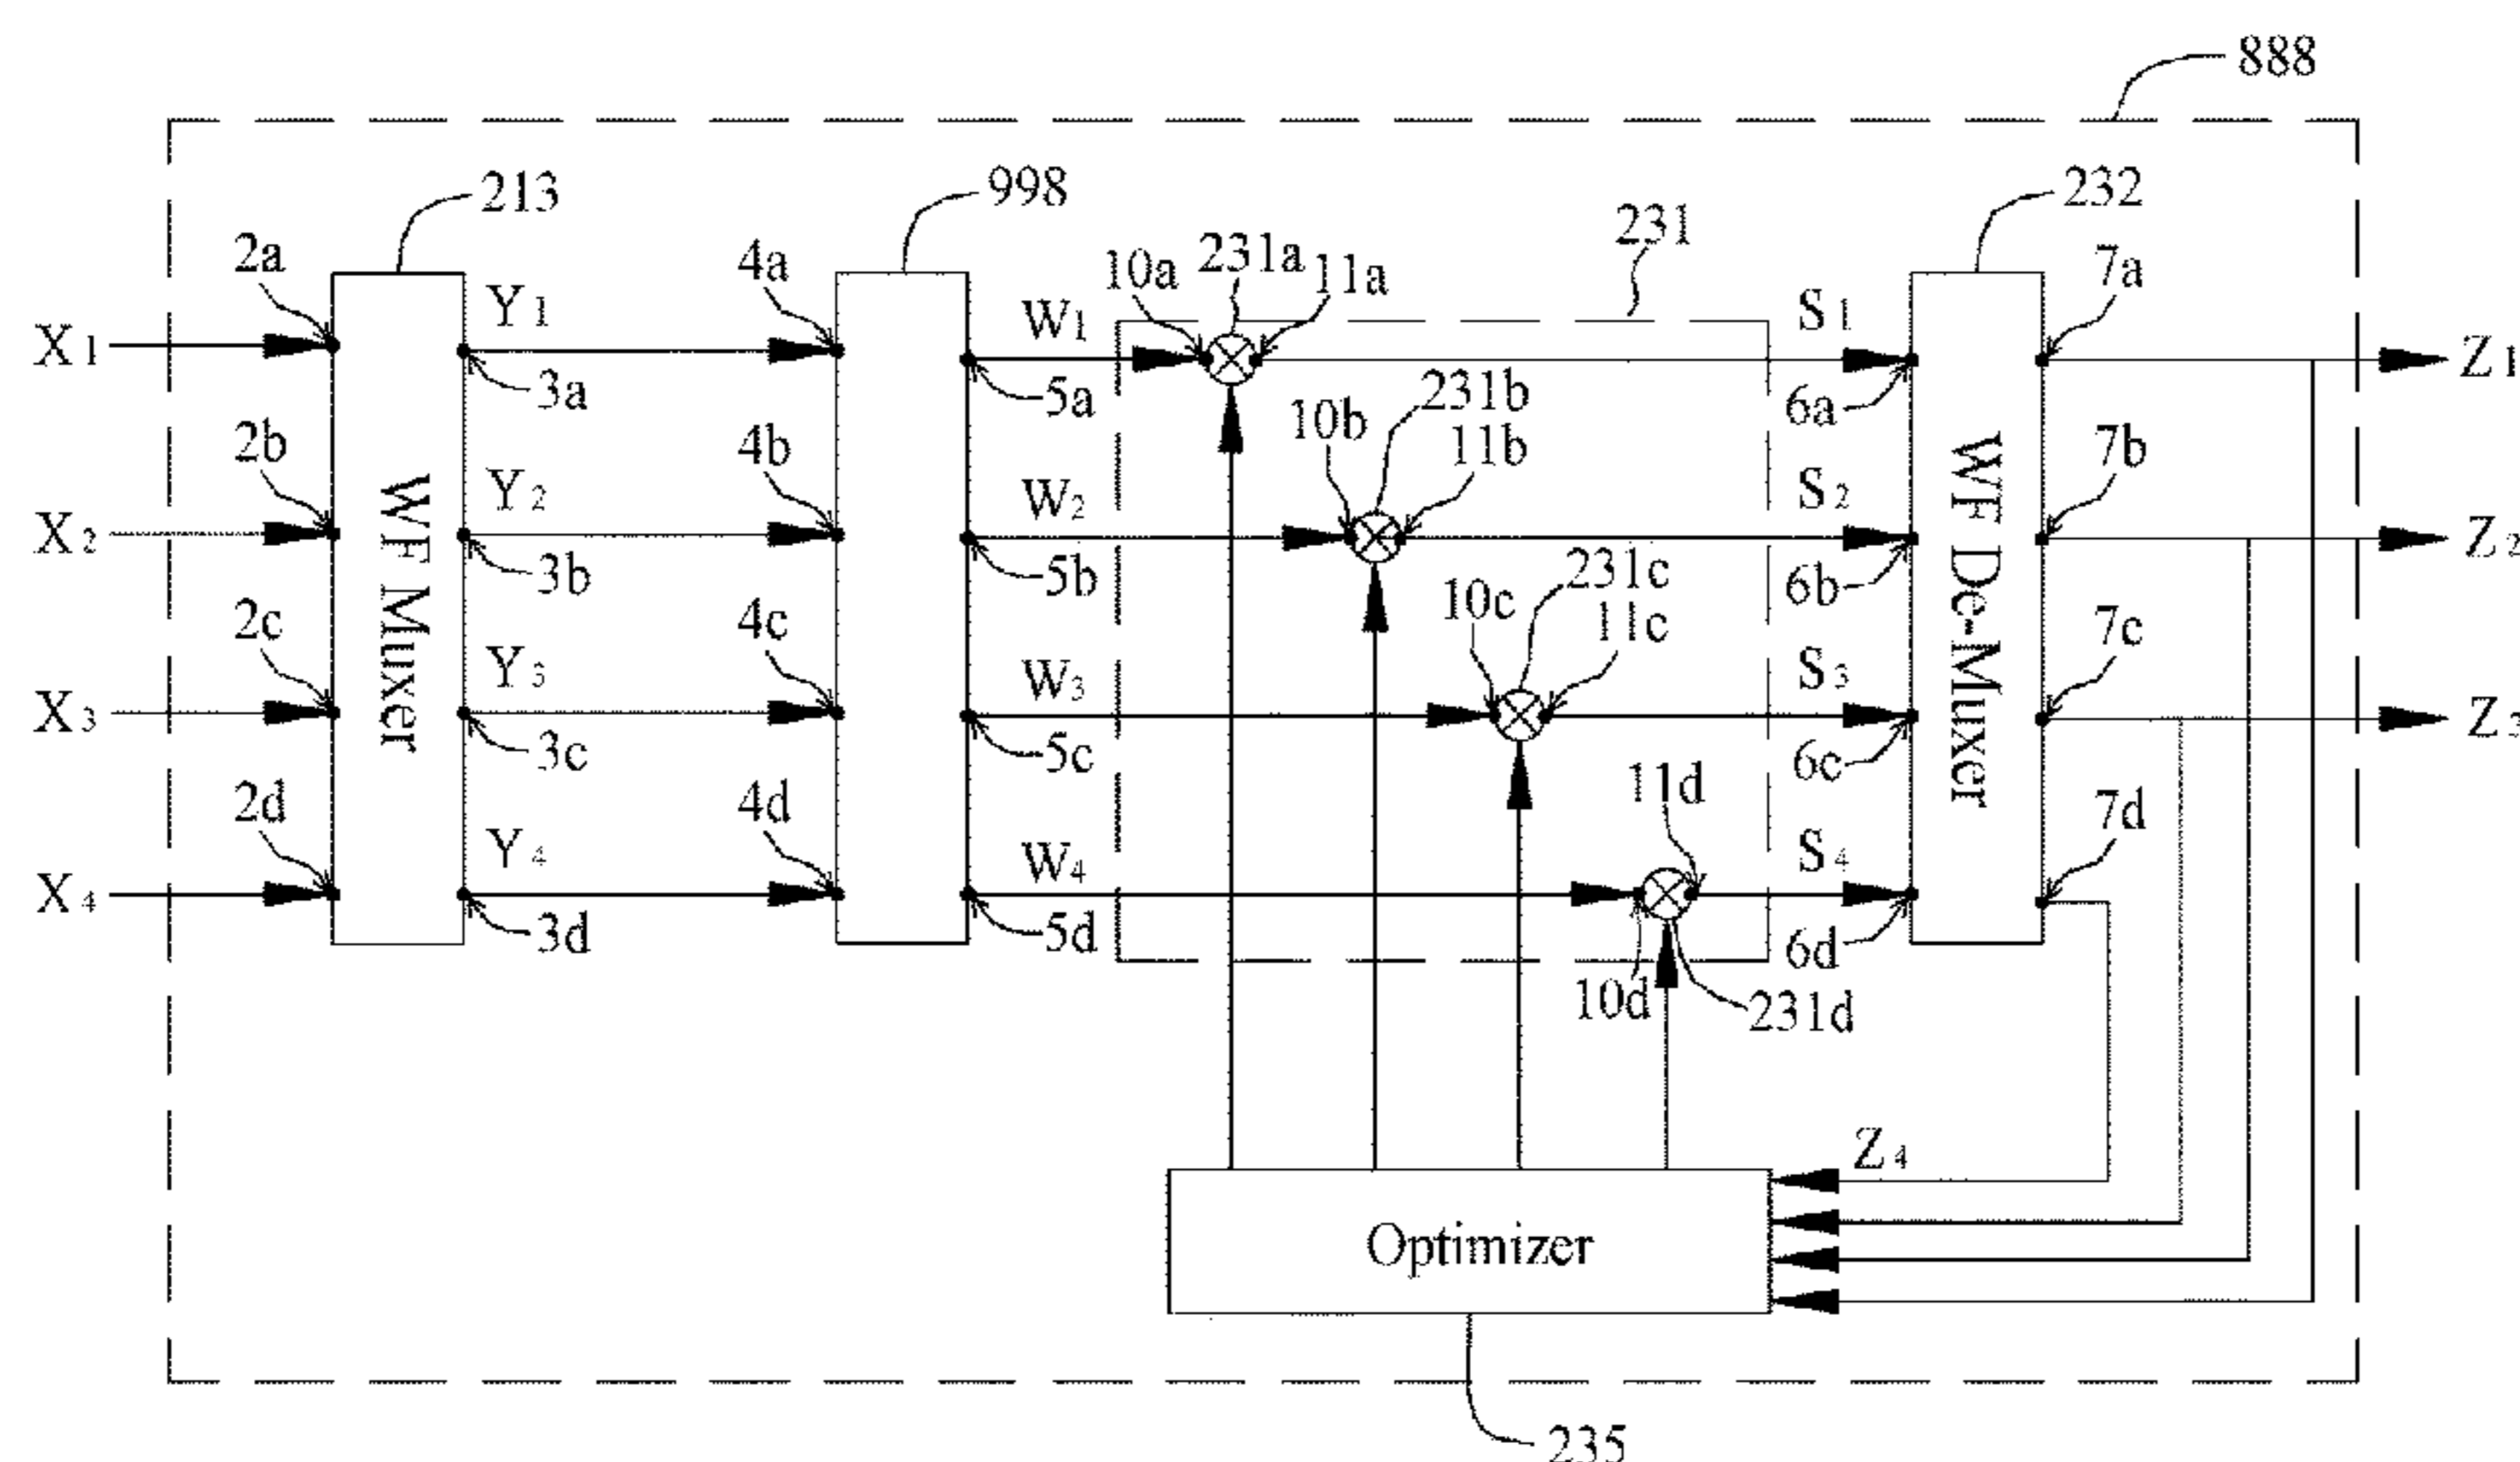 888
213
998
231
232
2a
4a
10a
231a
11a
7a
X1
Y1
W1
S1
Z1
3a
5a
6a
2b
4b
10b
231b
11b
7b
X2
Y2
W2
S2
Z2
3b
5b
6b
WF Muxer
WF De-Muxer
2c
4c
10c
231c
11c
7c
X3
Y3
W3
S3
Z3
3c
5c
6c
2d
4d
11d
7d
X4
Y4
W4
S4
3d
5d
10d
231d
6d
Z4
Optimizer
235